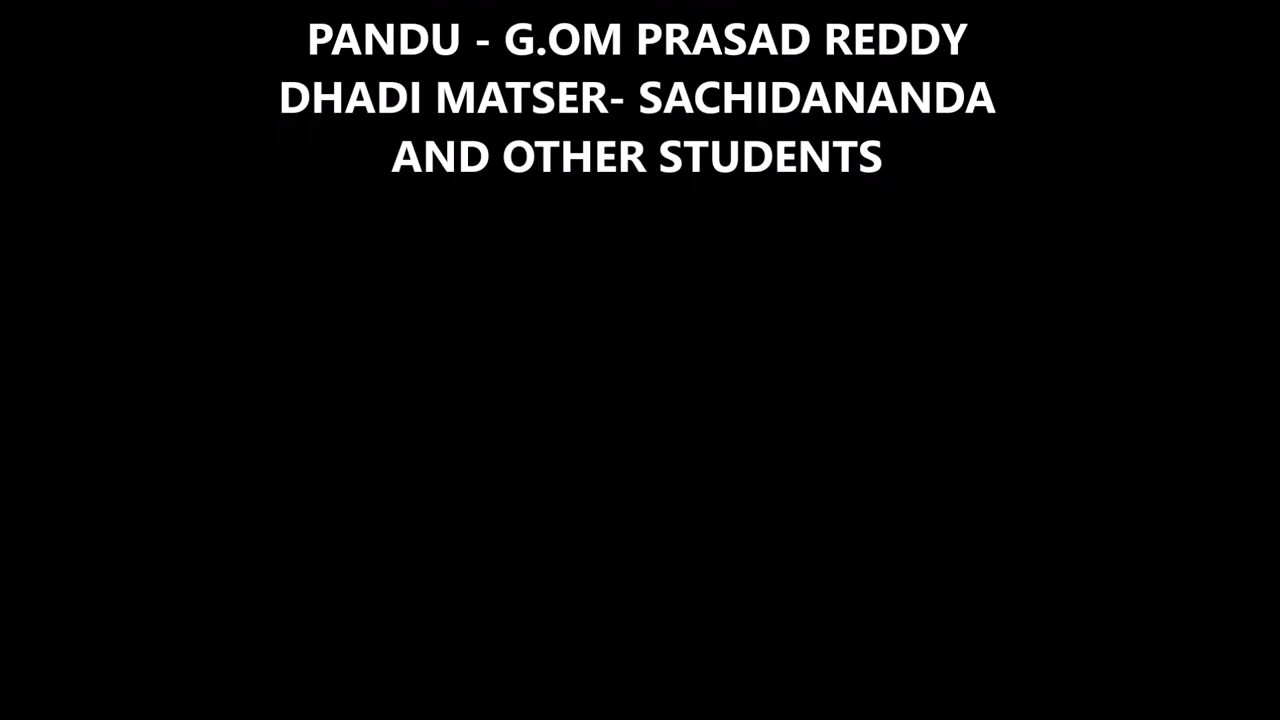 PANDU - G.OM PRASAD REDDY
DHADI MATSER- SACHIDANANDA
AND OTHER STUDENTS